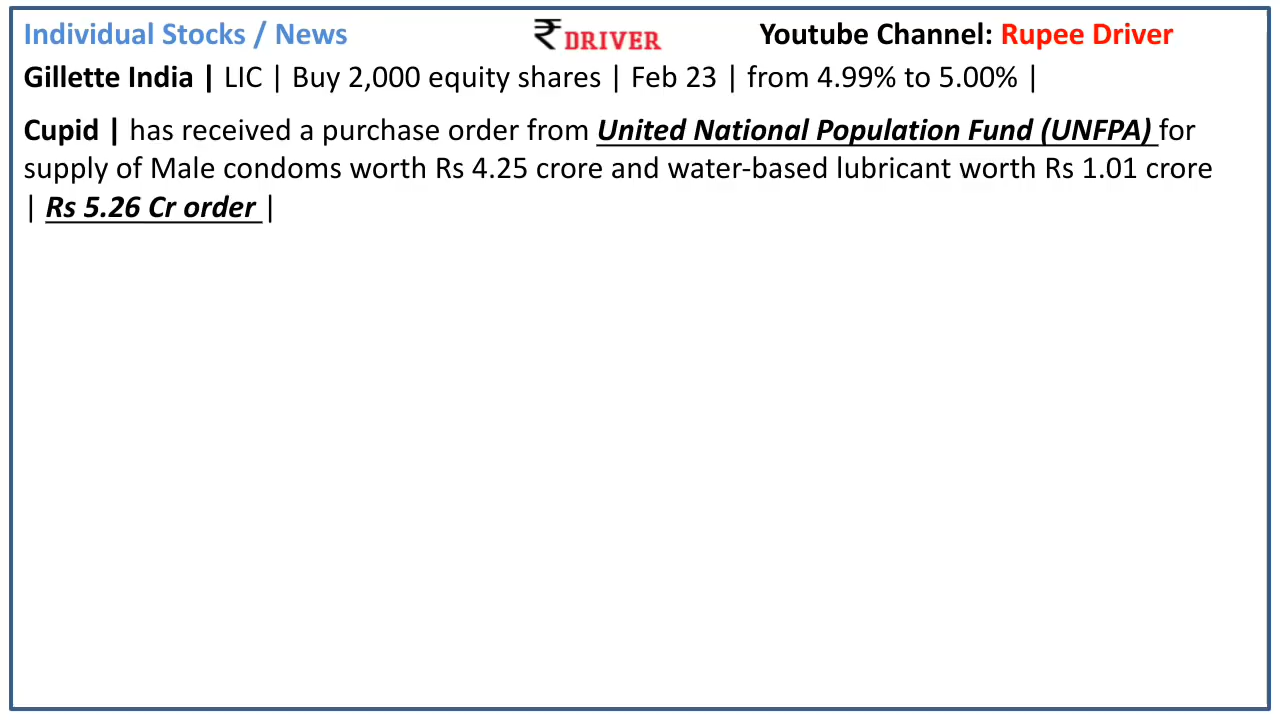 Individual Stocks / News
₹ DRIVER
Youtube Channel: Rupee Driver
Gillette India | LIC | Buy 2,000 equity shares | Feb 23 | from 4.99% to 5.00% |
Cupid | has received a purchase order from United National Population Fund (UNFPA) for
supply of Male condoms worth Rs 4.25 crore and water-based lubricant worth Rs 1.01 crore
| Rs 5.26 Cr order |